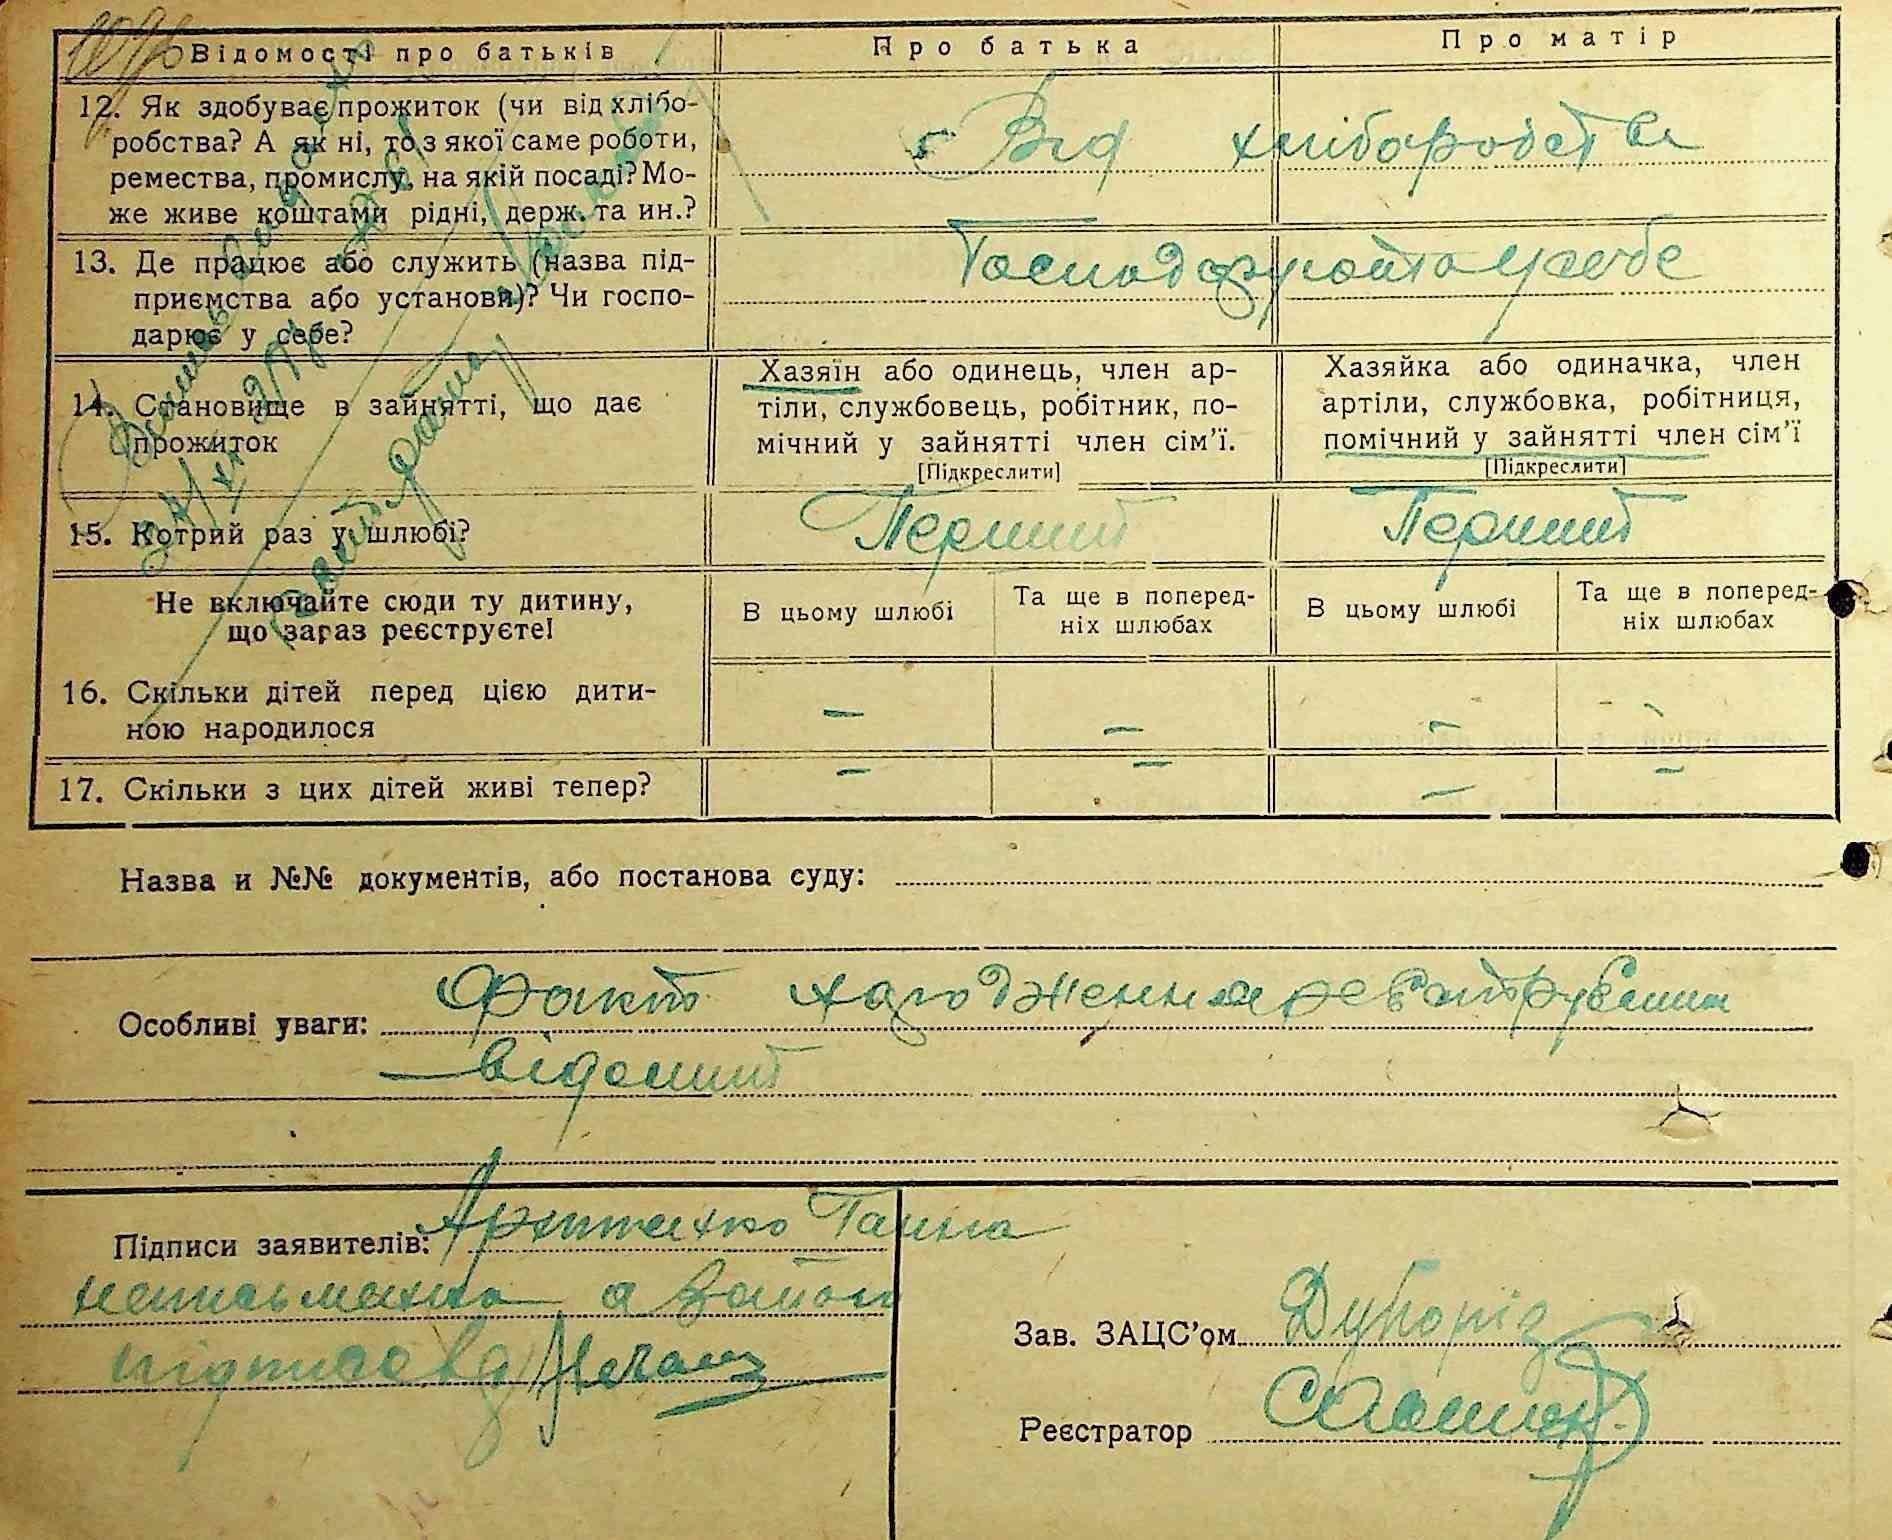 Відомості про батьків
Про батька
Про матір
12. Як здобуває прожиток (чи від хлібо-
робства? А як ні, то з якої саме роботи,
ремества, промислу, на якій посаді? Мо-
же живе коштами рідні, держ. та ин.?
Від хліборобства
13. Де працює або служить (назва під-
приємства або установи)? Чи госпо-
дарює у себе?
Господарюйта у себе
14. Становище в зайнятті, що дає
прожиток
Хазяїн або одинець, член ар-
тіли, службовець, робітник, по-
мічний у зайнятті член сім'ї.
[Підкреслити]
Хазяйка або одиначка, член
артіли, службовка, робітниця,
помічний у зайнятті член сім'ї
[Підкреслити]
15. Котрий раз у шлюбі?
Перший
Перший
Не включайте сюди ту дитину,
що зараз реєструєте!
В цьому шлюбі
Та ще в поперед-
ніх шлюбах
В цьому шлюбі
Та ще в поперед-
ніх шлюбах
16. Скільки дітей перед цією дити-
ною народилося
– – – –
17. Скільки з цих дітей живі тепер?
– – – –
Назва и №№ документів, або постанова суду:
Особливі уваги: Факт народження
відомий
Підписи заявителів: Ганна
неписьменна а за
підписав
Зав. ЗАЦС'ом
Реєстратор